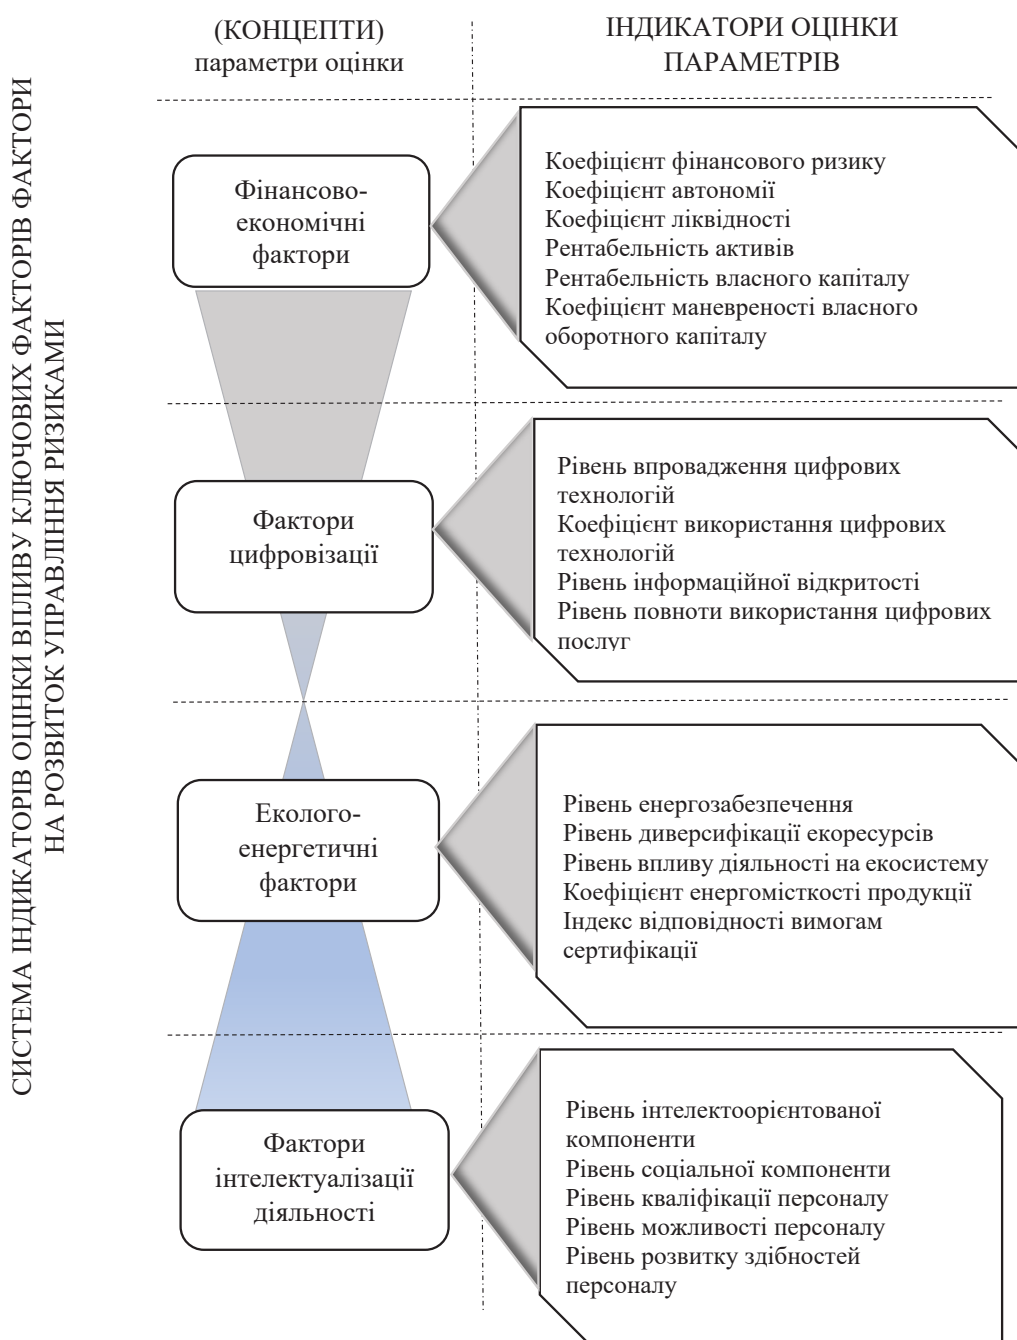 СИСТЕМА ІНДИКАТОРІВ ОЦІНКИ ВПЛИВУ КЛЮЧОВИХ ФАКТОРІВ ФАКТОРИ
НА РОЗВИТОК УПРАВЛІННЯ РИЗИКАМИ
(КОНЦЕПТИ)
параметри оцінки
ІНДИКАТОРИ ОЦІНКИ
ПАРАМЕТРІВ
Фінансово-
економічні
фактори
Коефіцієнт фінансового ризику
Коефіцієнт автономії
Коефіцієнт ліквідності
Рентабельність активів
Рентабельність власного капіталу
Коефіцієнт маневреності власного
оборотного капіталу
Фактори
цифровізації
Рівень впровадження цифрових
технологій
Коефіцієнт використання цифрових
технологій
Рівень інформаційної відкритості
Рівень повноти використання цифрових
послуг
Еколого-
енергетичні
фактори
Рівень енергозабезпечення
Рівень диверсифікації екоресурсів
Рівень впливу діяльності на екосистему
Коефіцієнт енергомісткості продукції
Індекс відповідності вимогам
сертифікації
Фактори
інтелектуалізації
діяльності
Рівень інтелектоорієнтованої
компоненти
Рівень соціальної компоненти
Рівень кваліфікації персоналу
Рівень можливості персоналу
Рівень розвитку здібностей
персоналу